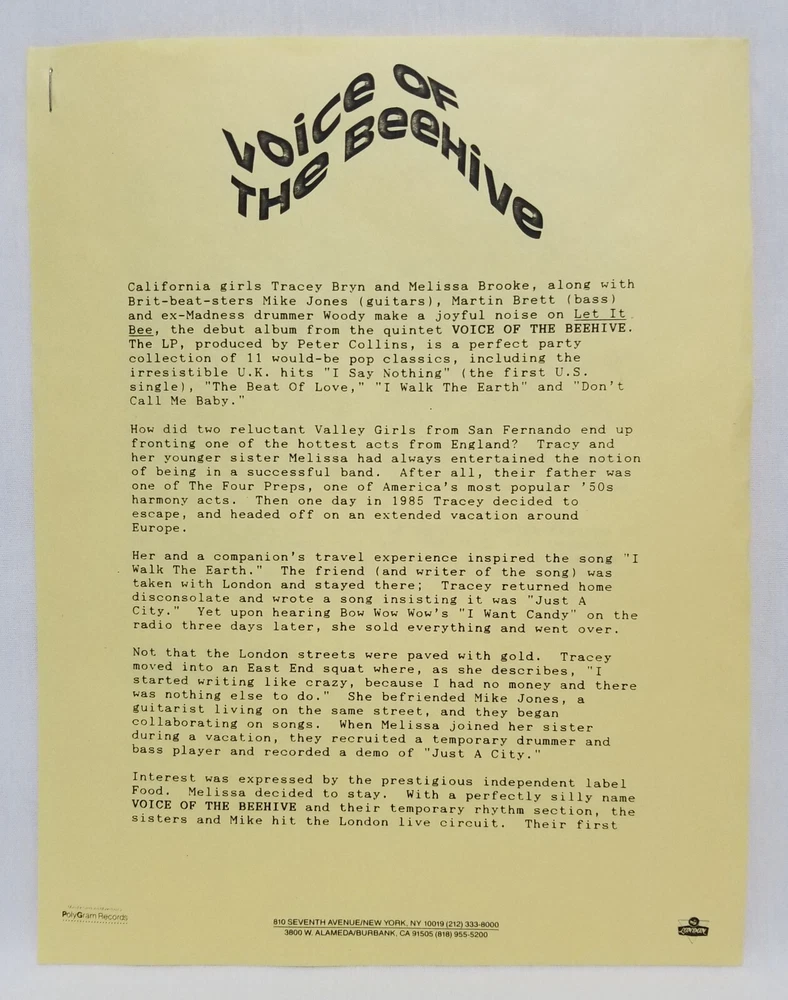 VOICE OF
THE BEEHIVE
California girls Tracey Bryn and Melissa Brooke, along with
Brit-beat-sters Mike Jones (guitars), Martin Brett (bass)
and ex-Madness drummer Woody make a joyful noise on Let It
Bee, the debut album from the quintet VOICE OF THE BEEHIVE.
The LP, produced by Peter Collins, is a perfect party
collection of 11 would-be pop classics, including the
irresistible U.K. hits "I Say Nothing" (the first U.S.
single), "The Beat Of Love," "I Walk The Earth" and "Don't
Call Me Baby."
How did two reluctant Valley Girls from San Fernando end up
fronting one of the hottest acts from England? Tracy and
her younger sister Melissa had always entertained the notion
of being in a successful band. After all, their father was
one of The Four Preps, one of America's most popular '50s
harmony acts. Then one day in 1985 Tracey decided to
escape, and headed off on an extended vacation around
Europe.
Her and a companion's travel experience inspired the song "I
Walk The Earth." The friend (and writer of the song) was
taken with London and stayed there; Tracey returned home
disconsolate and wrote a song insisting it was "Just A
City." Yet upon hearing Bow Wow Wow's "I Want Candy" on the
radio three days later, she sold everything and went over.
Not that the London streets were paved with gold. Tracey
moved into an East End squat where, as she describes, "I
started writing like crazy, because I had no money and there
was nothing else to do." She befriended Mike Jones, a
guitarist living on the same street, and they began
collaborating on songs. When Melissa joined her sister
during a vacation, they recruited a temporary drummer and
bass player and recorded a demo of "Just A City."
Interest was expressed by the prestigious independent label
Food. Melissa decided to stay. With a perfectly silly name
VOICE OF THE BEEHIVE and their temporary rhythm section, the
sisters and Mike hit the London live circuit. Their first
PolyGram Records
810 SEVENTH AVENUE/NEW YORK, NY 10019 (212) 333-8000
3800 W. ALAMEDA/BURBANK, CA 91505 (818) 955-5200
LONDON